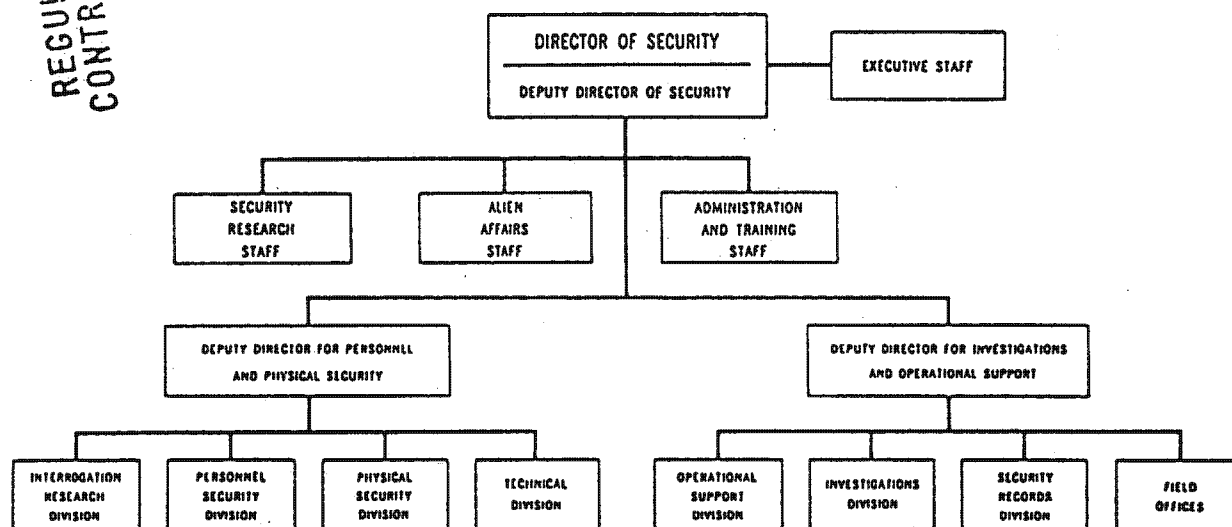 REGU
CONTR
DIRECTOR OF SECURITY
DEPUTY DIRECTOR OF SECURITY
EXECUTIVE STAFF
SECURITY
RESEARCH
STAFF
ALIEN
AFFAIRS
STAFF
ADMINISTRATION
AND TRAINING
STAFF
DEPUTY DIRECTOR FOR PERSONNEL
AND PHYSICAL SECURITY
DEPUTY DIRECTOR FOR INVESTIGATIONS
AND OPERATIONAL SUPPORT
INTERROGATION
RESEARCH
DIVISION
PERSONNEL
SECURITY
DIVISION
PHYSICAL
SECURITY
DIVISION
TECHNICAL
DIVISION
OPERATIONAL
SUPPORT
DIVISION
INVESTIGATIONS
DIVISION
SECURITY
RECORDS
DIVISION
FIELD
OFFICES